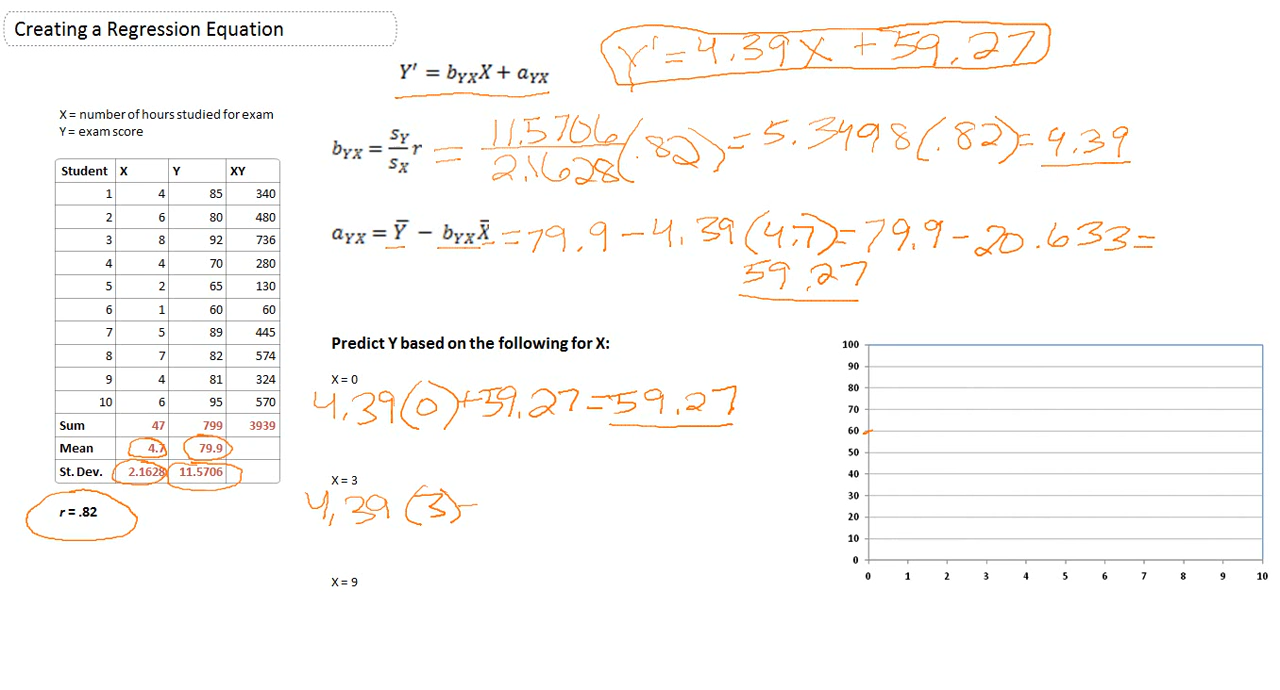 Creating a Regression Equation
Y' = 4.39X + 59.27
Y' = bYXX + aYX
X = number of hours studied for exam
Y = exam score
bYX = sY/sX r = 11.5706/2.1628 (.82) = 5.3498 (.82) = 4.39
aYX = Ȳ − bYXX̄ = 79.9 − 4.39 (4.7) = 79.9 − 20.633 =
59.27
Student X Y XY
1 4 85 340
2 6 80 480
3 8 92 736
4 4 70 280
5 2 65 130
6 1 60 60
7 5 89 445
8 7 82 574
9 4 81 324
10 6 95 570
Sum 47 799 3939
Mean 4.7 79.9
St. Dev. 2.1628 11.5706
r = .82
Predict Y based on the following for X:
X = 0
4.39 (0) + 59.27 = 59.27
X = 3
4.39 (3) -
X = 9
100
90
80
70
60
50
40
30
20
10
0
0 1 2 3 4 5 6 7 8 9 10